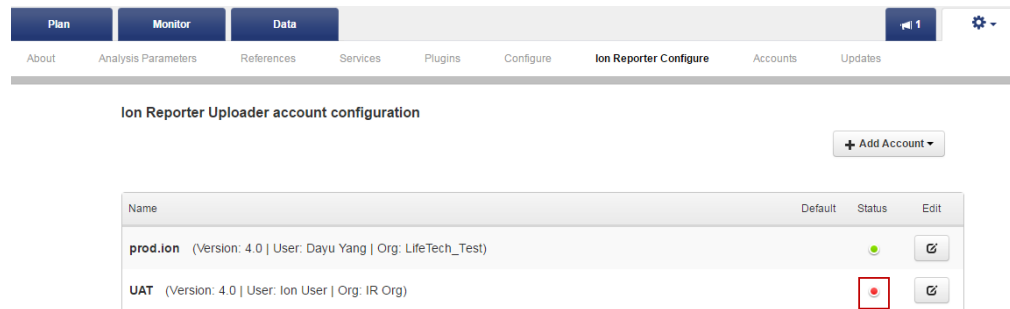 Plan Monitor Data 1
About Analysis Parameters References Services Plugins Configure Ion Reporter Configure Accounts Updates
Ion Reporter Uploader account configuration
+ Add Account
Name Default Status Edit
prod.ion (Version: 4.0 | User: Dayu Yang | Org: LifeTech_Test)
UAT (Version: 4.0 | User: Ion User | Org: IR Org)